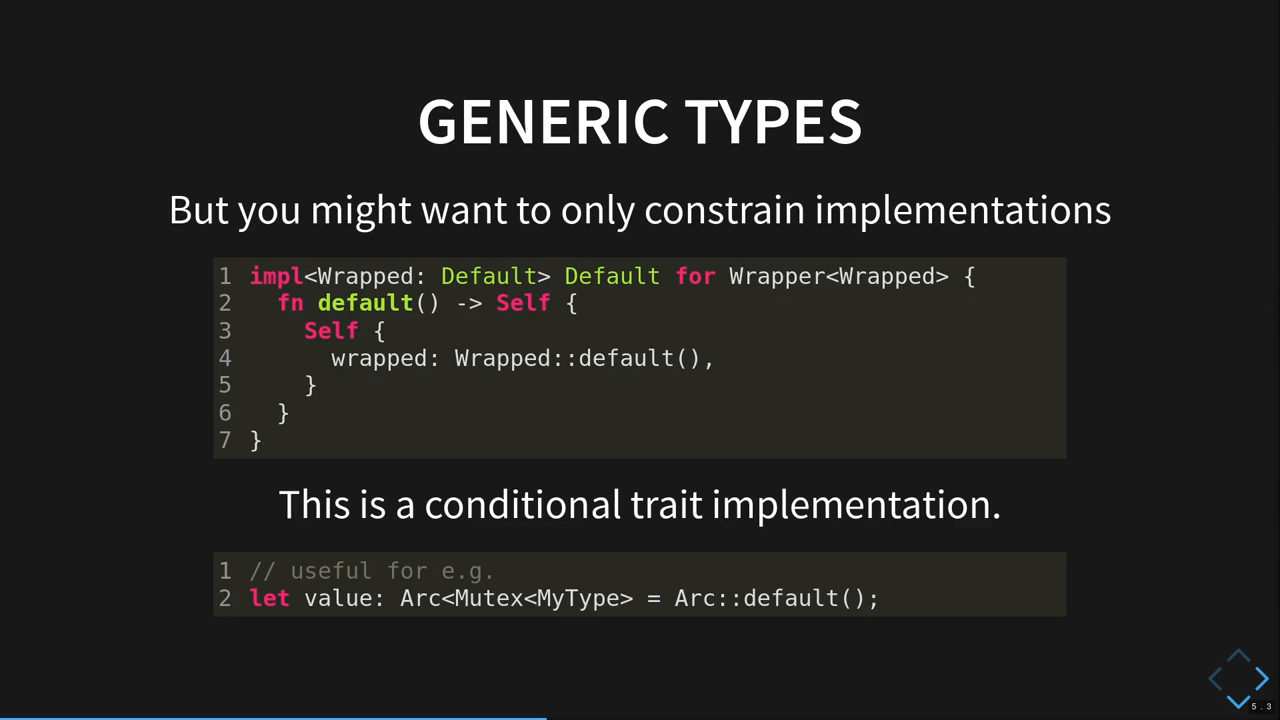 GENERIC TYPES
But you might want to only constrain implementations
1 impl<Wrapped: Default> Default for Wrapper<Wrapped> {
2   fn default() -> Self {
3     Self {
4       wrapped: Wrapped::default(),
5     }
6   }
7 }
This is a conditional trait implementation.
1 // useful for e.g.
2 let value: Arc<Mutex<MyType> = Arc::default();
5.3